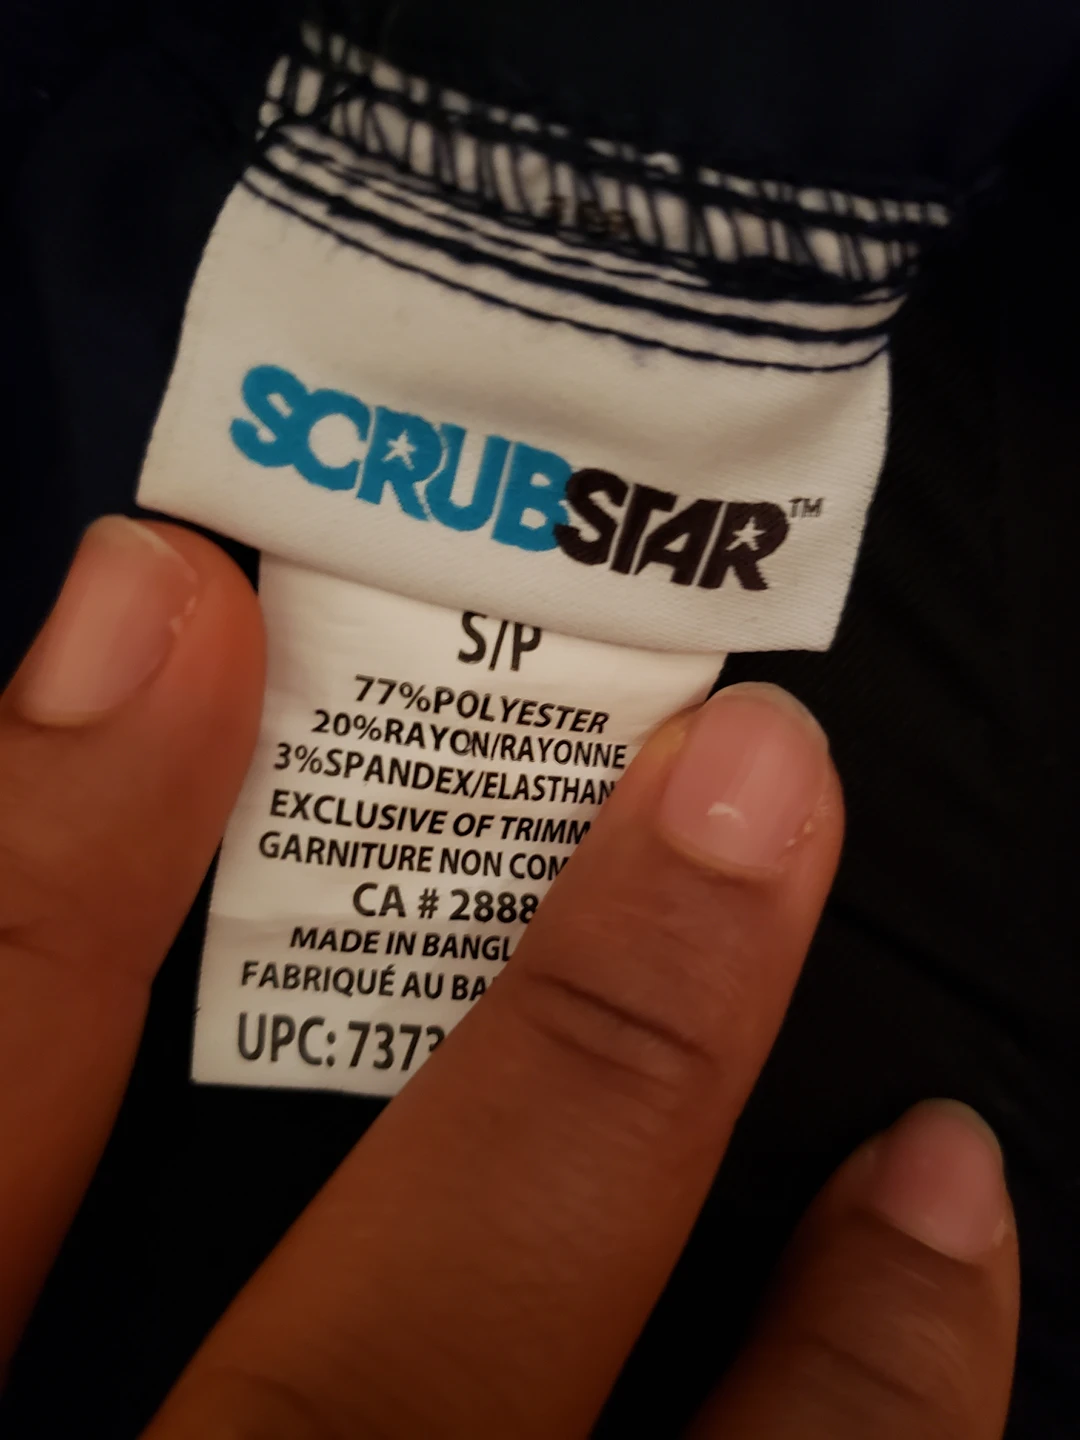 SCRUBSTAR™
S/P
77%POLYESTER
20%RAYON/RAYONNE
3%SPANDEX/ELASTHAN
EXCLUSIVE OF TRIMM
GARNITURE NON COM
CA # 2888
MADE IN BANGL
FABRIQUÉ AU BA
UPC: 7373